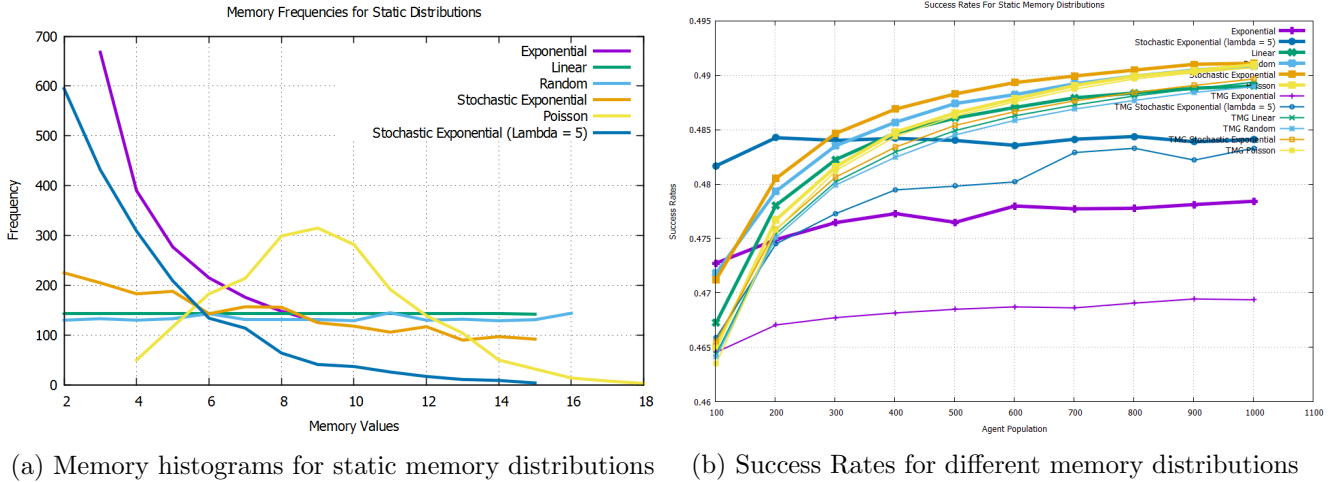 Memory Frequencies for Static Distributions
700
600
500
400
300
200
100
0
Frequency
Exponential
Linear
Random
Stochastic Exponential
Poisson
Stochastic Exponential (Lambda = 5)
2 4 6 8 10 12 14 16 18
Memory Values
(a) Memory histograms for static memory distributions
Success Rates For Static Memory Distributions
0.495
0.49
0.485
0.48
0.475
0.47
0.465
0.46
Success Rates
Exponential
Stochastic Exponential (lambda = 5)
Linear
Random
Stochastic Exponential
Poisson
TMG Exponential
TMG Stochastic Exponential (lambda = 5)
TMG Linear
TMG Random
TMG Stochastic Exponential
TMG Poisson
100 200 300 400 500 600 700 800 900 1000 1100
Agent Population
(b) Success Rates for different memory distributions